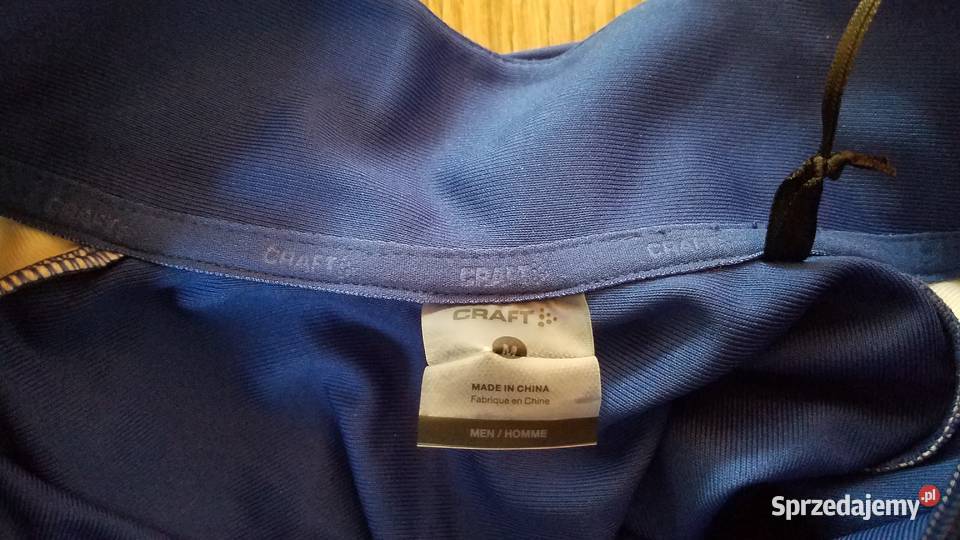 CRAFT
CRAFT
CRAFT
CRAFT
CRAFT
M
MADE IN CHINA
Fabrique en Chine
MEN / HOMME
Sprzedajemy.pl